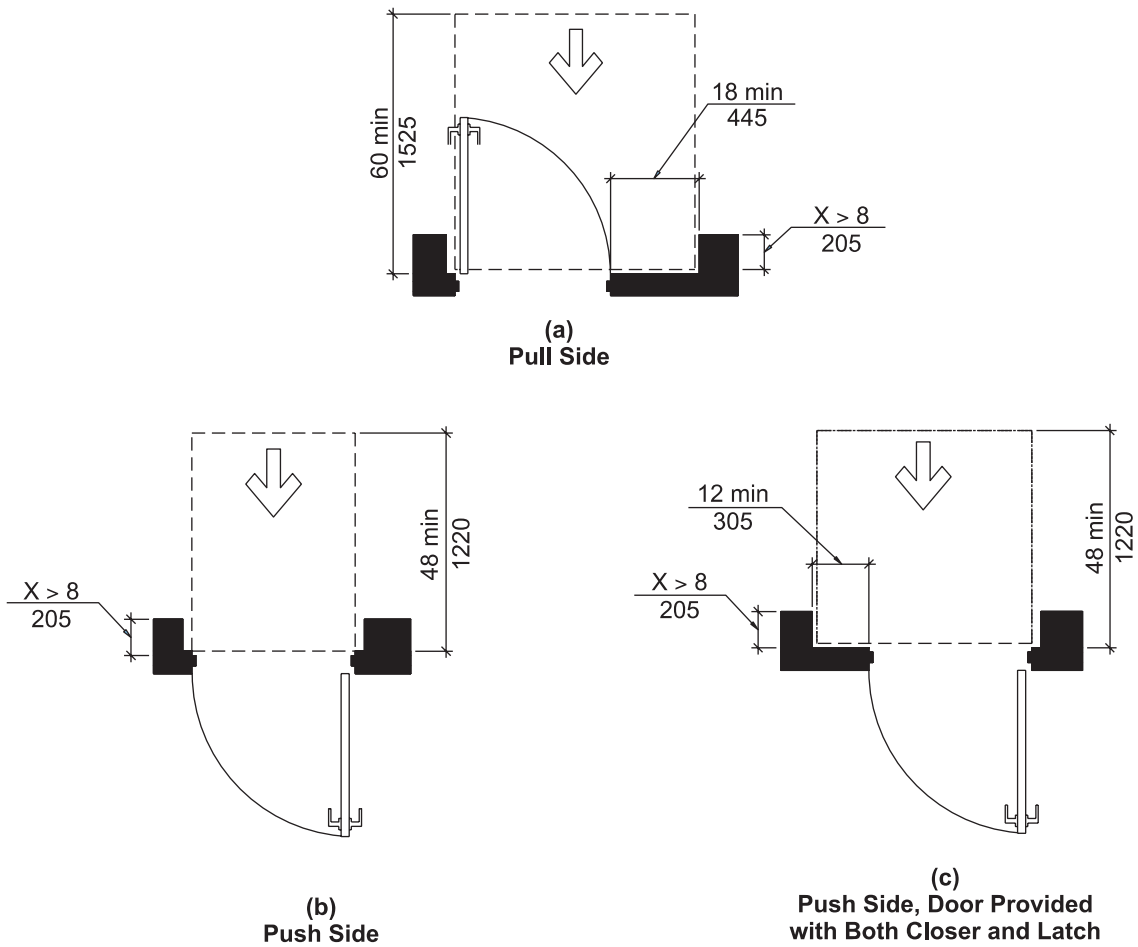 60 min
1525
18 min
445
X > 8
205
(a)
Pull Side
X > 8
205
48 min
1220
(b)
Push Side
12 min
305
X > 8
205
48 min
1220
(c)
Push Side, Door Provided
with Both Closer and Latch